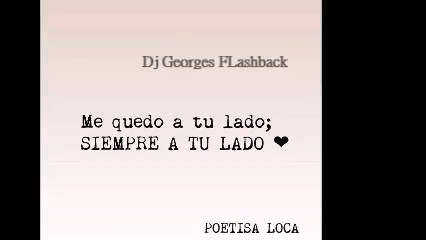 Dj Georges FLashback
Me quedo a tu lado;
SIEMPRE A TU LADO ❤
POETISA LOCA